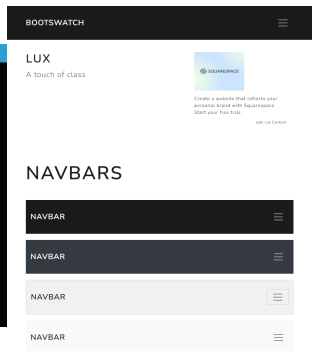 BOOTSWATCH
LUX
A touch of class
SQUARESPACE
Create a website that reflects your
personal brand with Squarespace.
Start your free trial.
ads via Carbon
NAVBARS
NAVBAR
NAVBAR
NAVBAR
NAVBAR